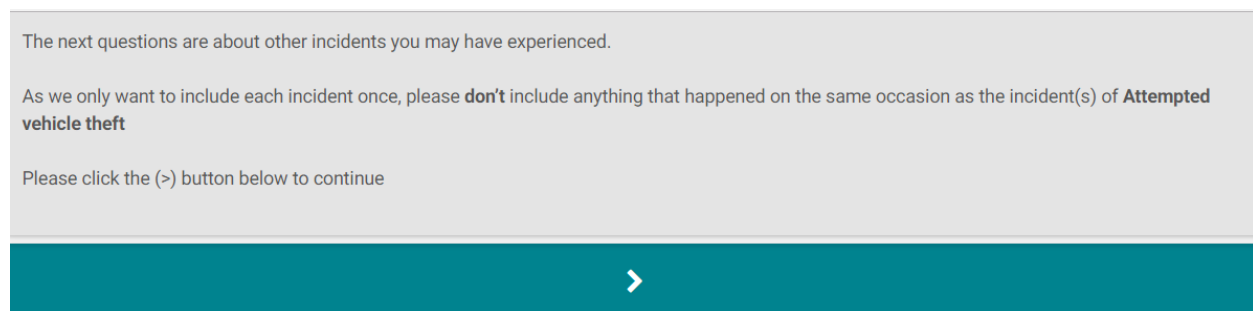 The next questions are about other incidents you may have experienced.
As we only want to include each incident once, please don't include anything that happened on the same occasion as the incident(s) of Attempted
vehicle theft
Please click the (>) button below to continue